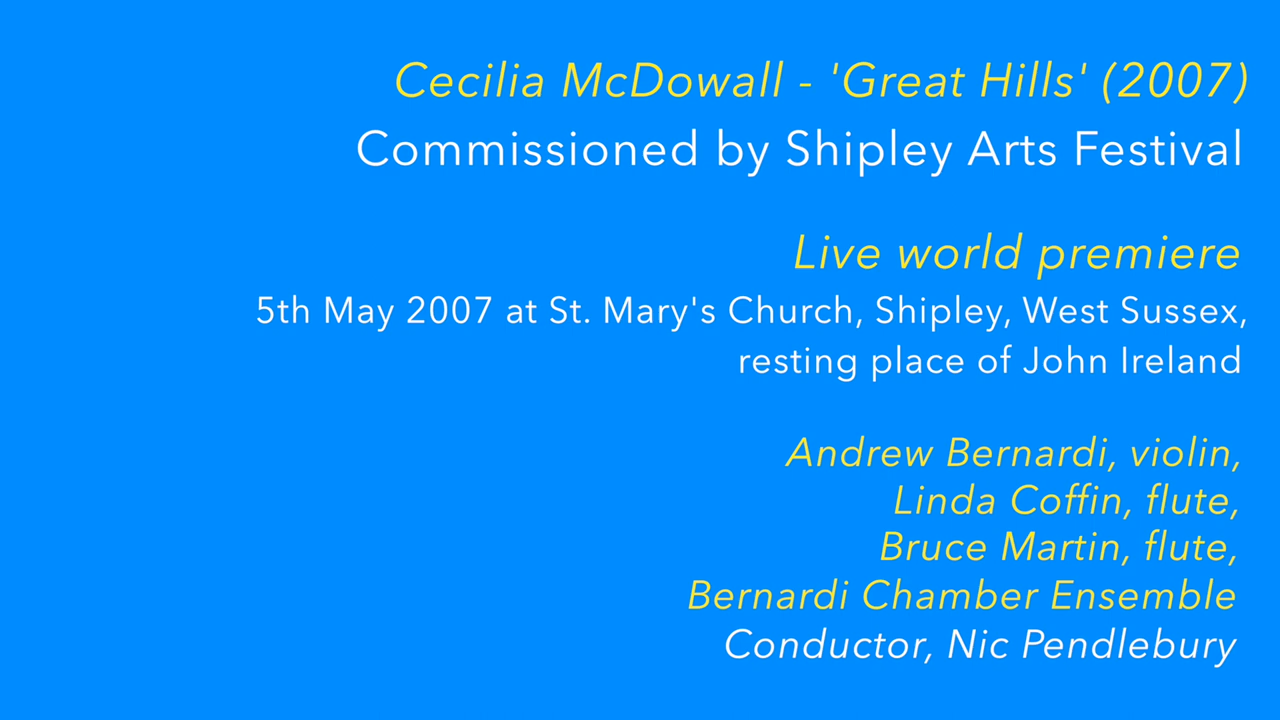 Cecilia McDowall - 'Great Hills' (2007)
Commissioned by Shipley Arts Festival
Live world premiere
5th May 2007 at St. Mary's Church, Shipley, West Sussex,
resting place of John Ireland
Andrew Bernardi, violin,
Linda Coffin, flute,
Bruce Martin, flute,
Bernardi Chamber Ensemble
Conductor, Nic Pendlebury